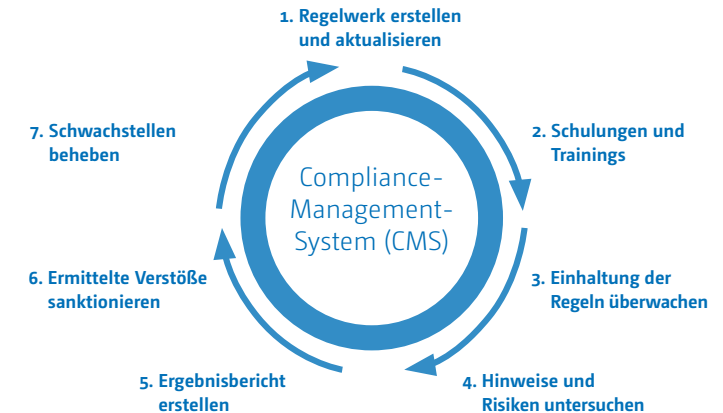 1. Regelwerk erstellen
und aktualisieren
2. Schulungen und
Trainings
3. Einhaltung der
Regeln überwachen
4. Hinweise und
Risiken untersuchen
5. Ergebnisbericht
erstellen
6. Ermittelte Verstöße
sanktionieren
7. Schwachstellen
beheben
Compliance-
Management-
System (CMS)